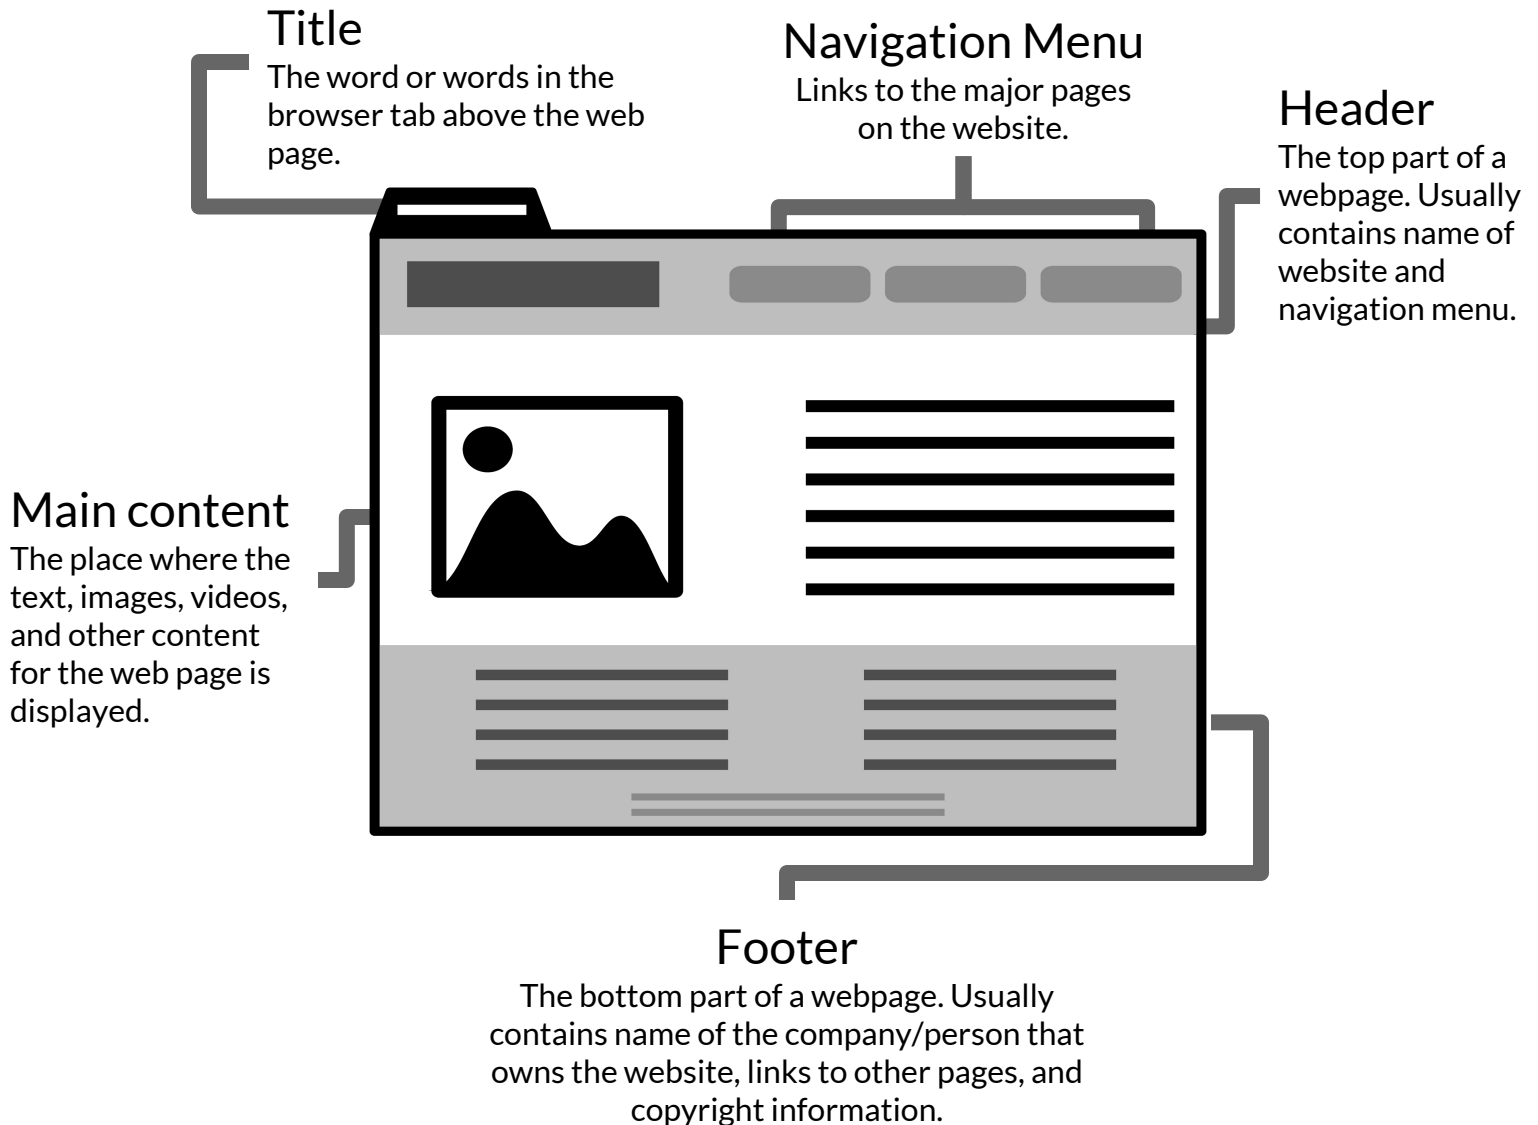 Title
The word or words in the
browser tab above the web
page.
Navigation Menu
Links to the major pages
on the website.
Header
The top part of a
webpage. Usually
contains name of
website and
navigation menu.
Main content
The place where the
text, images, videos,
and other content
for the web page is
displayed.
Footer
The bottom part of a webpage. Usually
contains name of the company/person that
owns the website, links to other pages, and
copyright information.